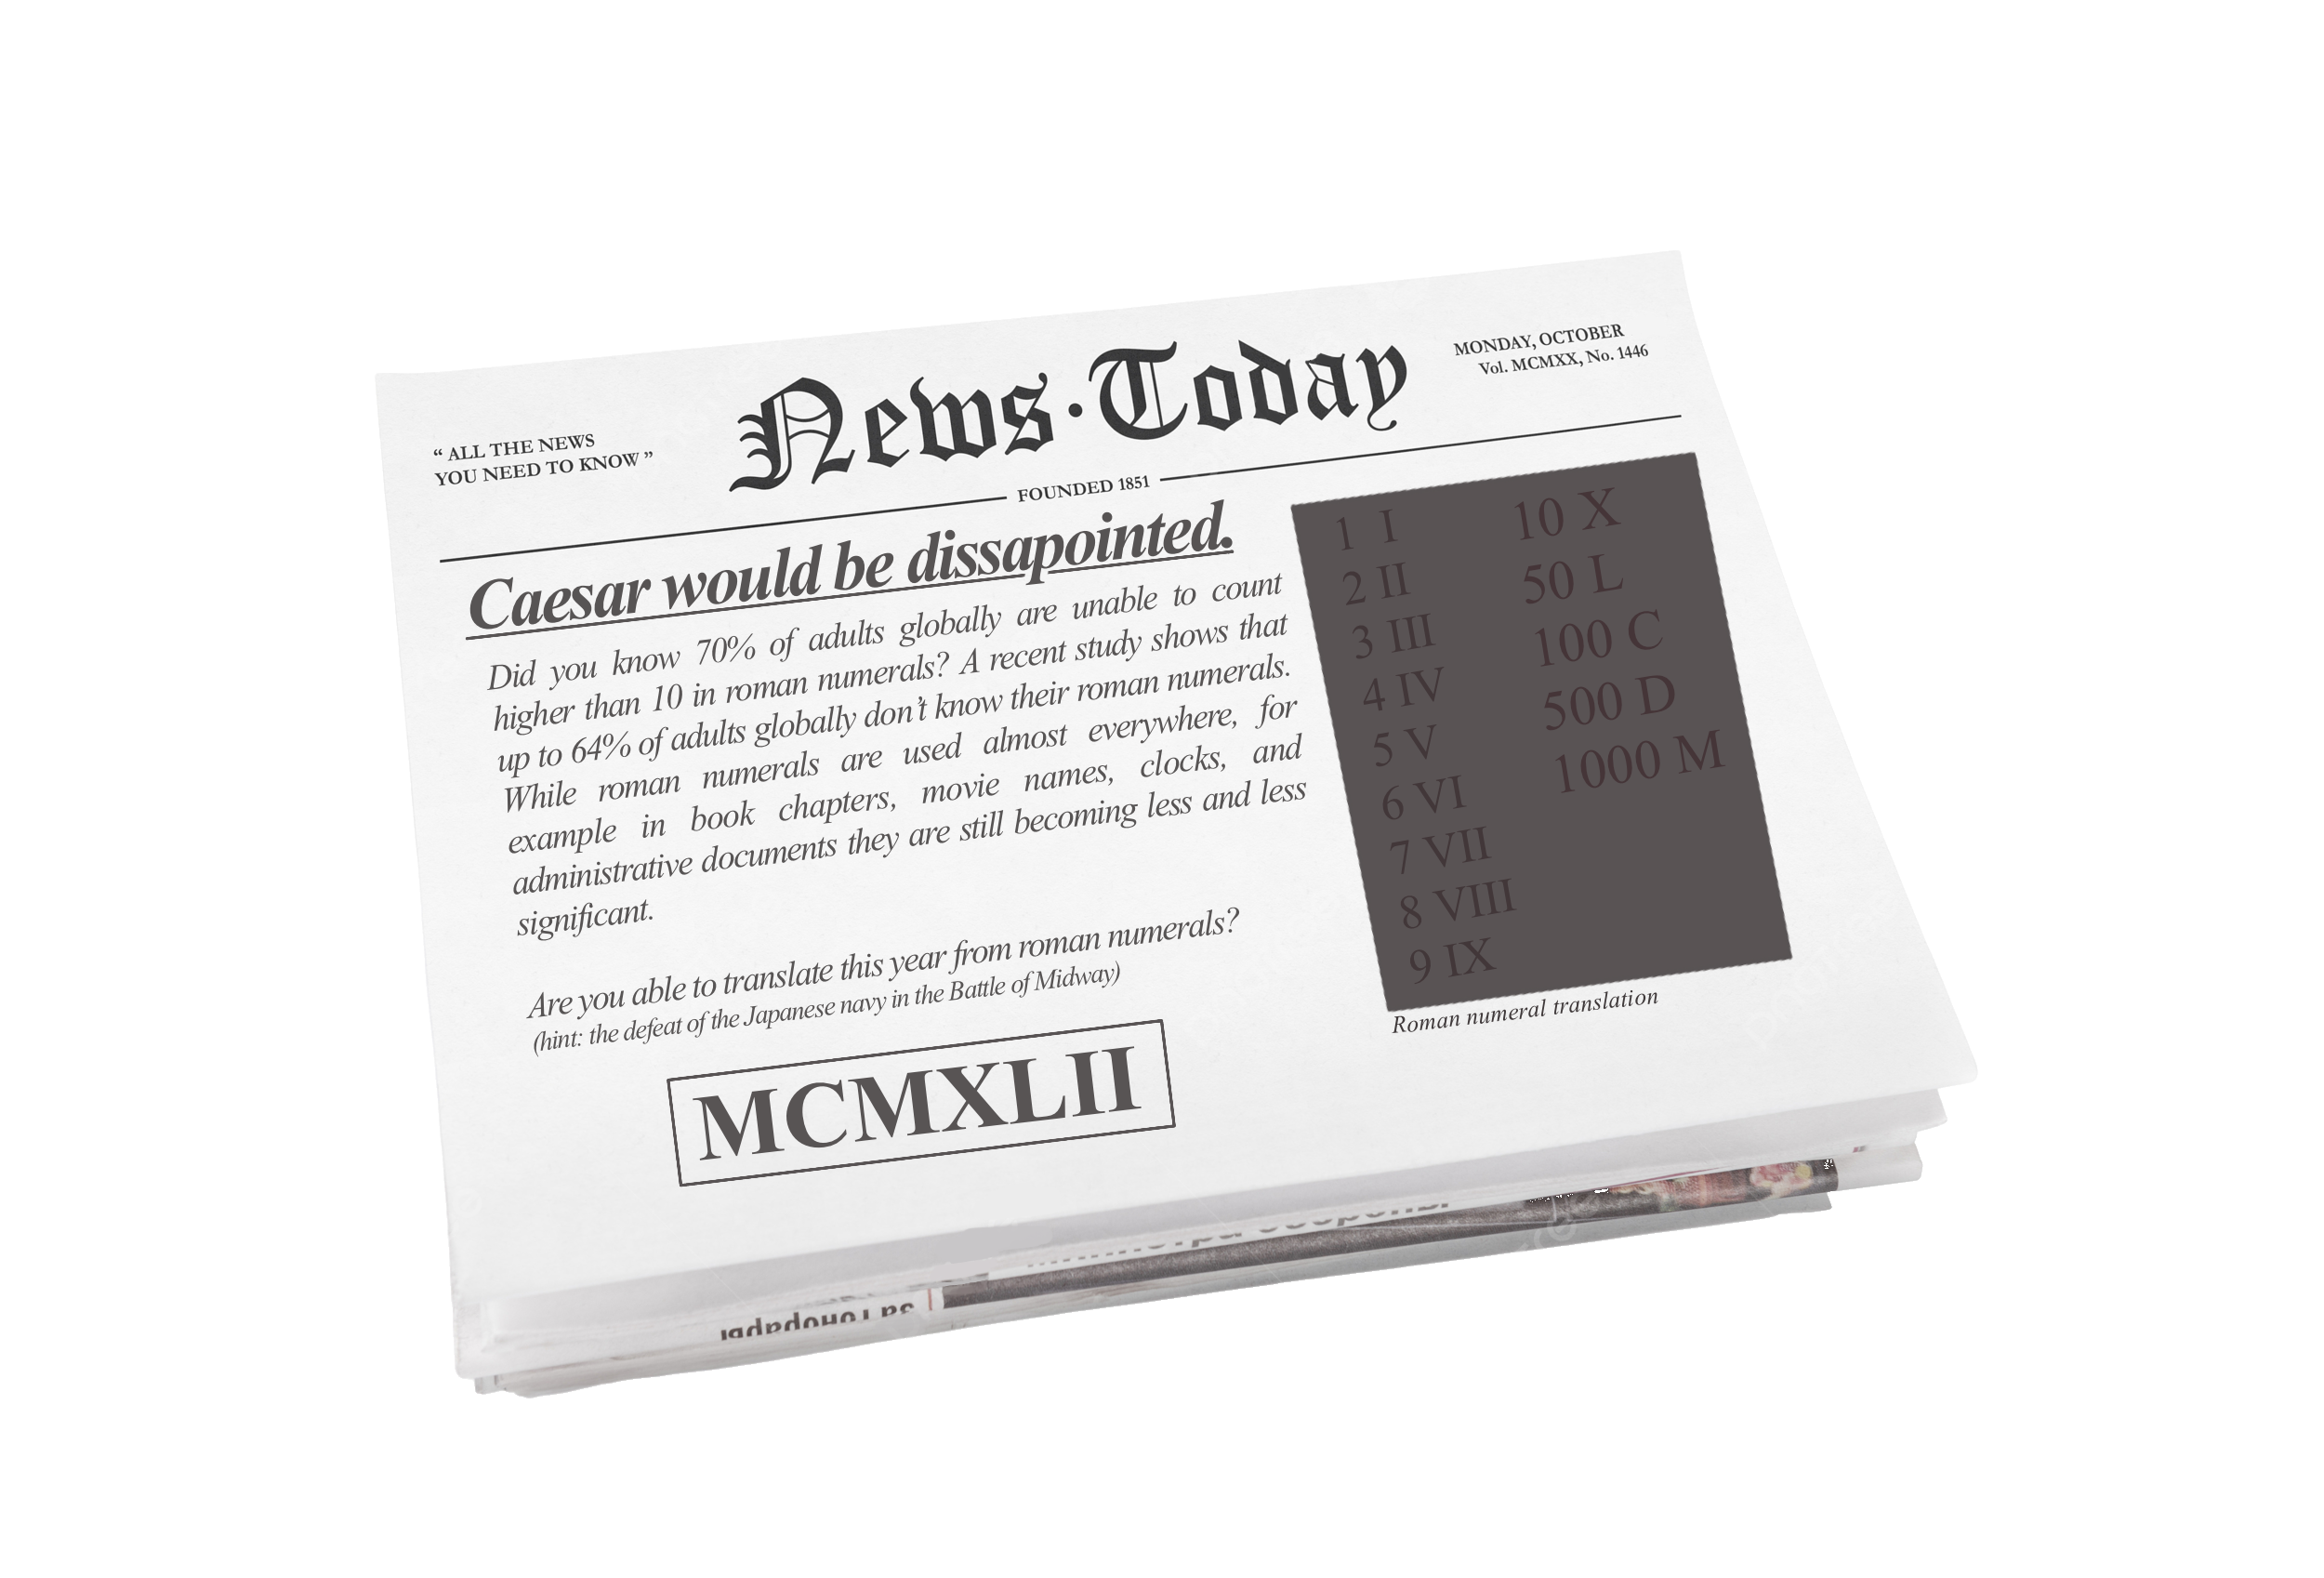 “ ALL THE NEWS
YOU NEED TO KNOW ”
News·Today
MONDAY, OCTOBER
Vol. MCMXX, No. 1446
FOUNDED 1851
Caesar would be dissapointed.
Did you know 70% of adults globally are unable to count
higher than 10 in roman numerals? A recent study shows that
up to 64% of adults globally don’t know their roman numerals.
While roman numerals are used almost everywhere, for
example in book chapters, movie names, clocks, and
administrative documents they are still becoming less and less
significant.
Are you able to translate this year from roman numerals?
(hint: the defeat of the Japanese navy in the Battle of Midway)
MCMXLII
1 I
2 II
3 III
4 IV
5 V
6 VI
7 VII
8 VIII
9 IX
10 X
50 L
100 C
500 D
1000 M
Roman numeral translation